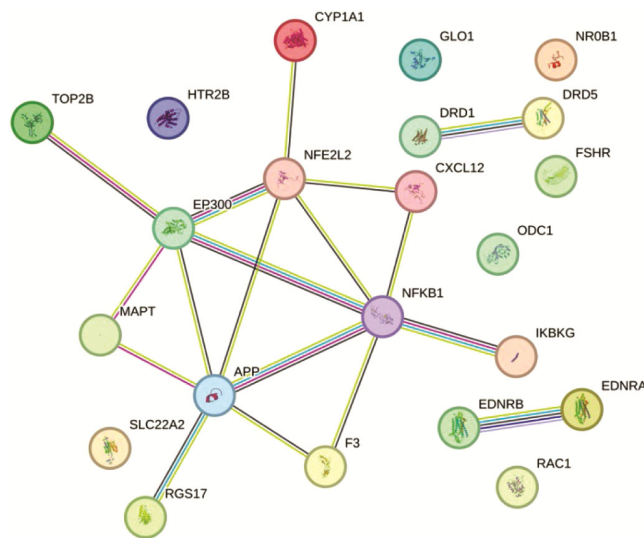 CYP1A1
GLO1
NR0B1
TOP2B
HTR2B
DRD1
DRD5
NFE2L2
CXCL12
FSHR
EP300
ODC1
NFKB1
MAPT
IKBKG
APP
EDNRA
EDNRB
SLC22A2
F3
RAC1
RGS17